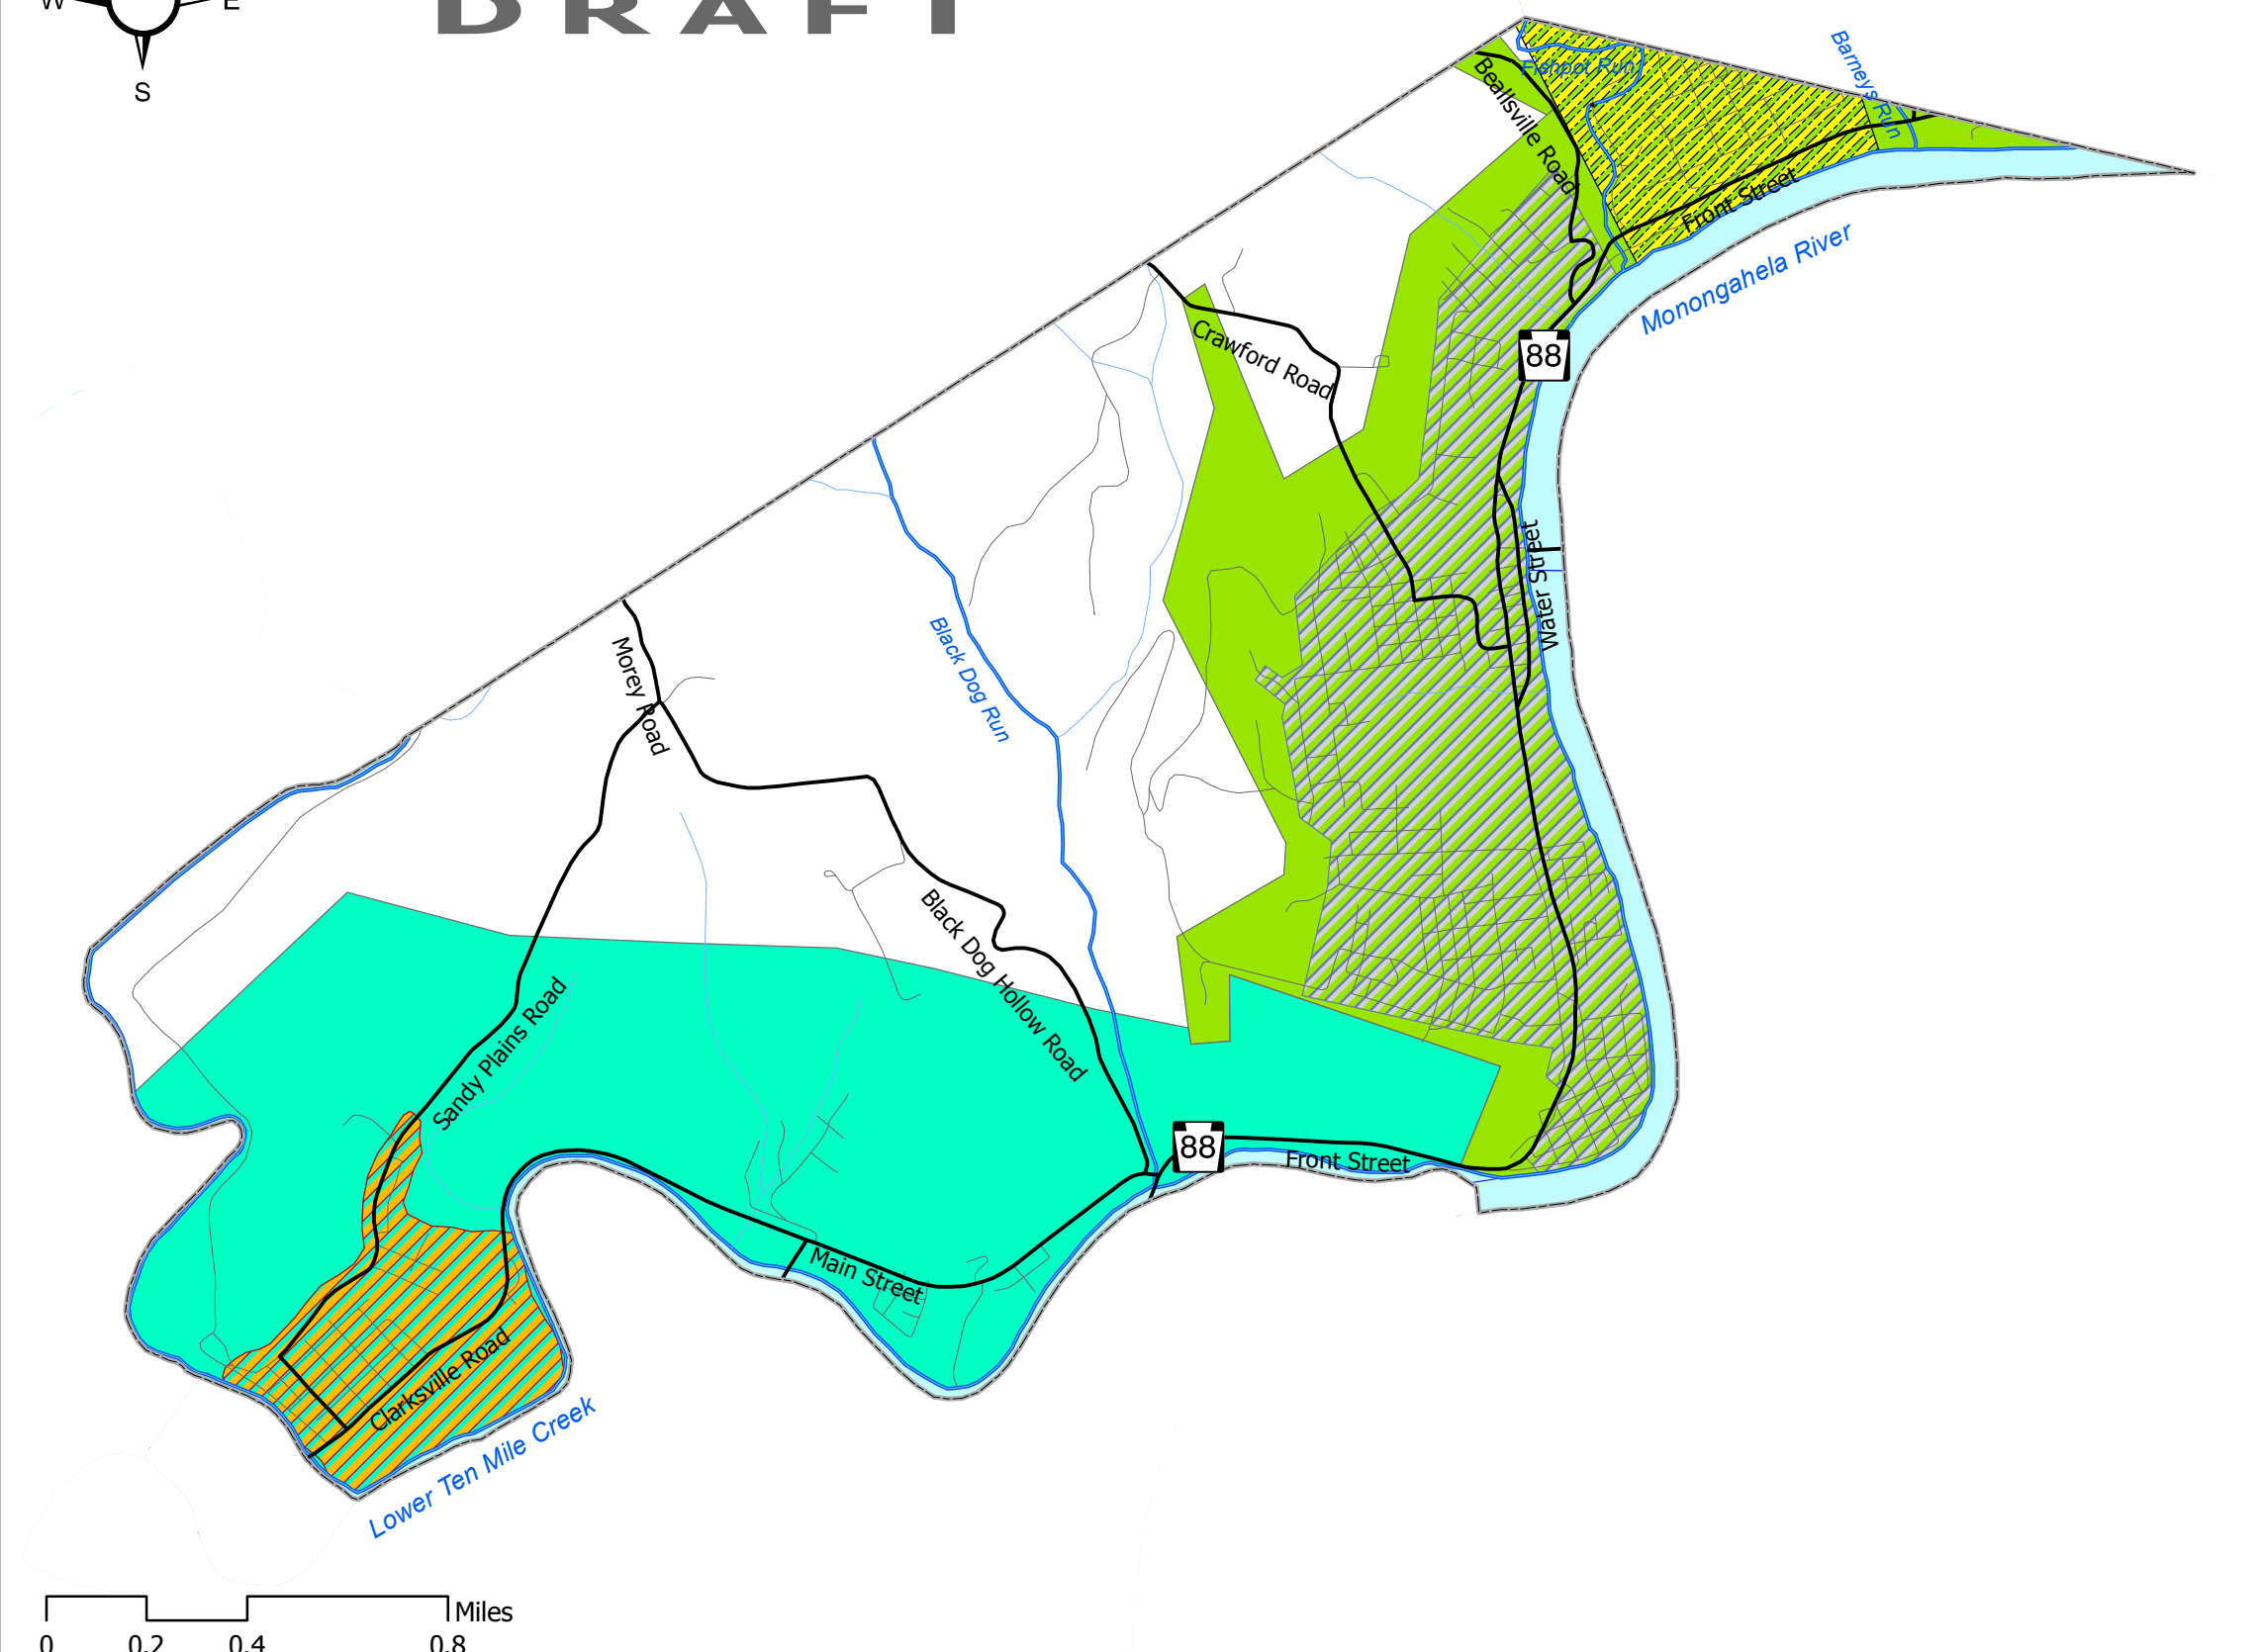 W
E
DRAFT
S
Barneys Run
Fishpot Run
Beallsville Road
Front Street
Monongahela River
Crawford Road
88
Water Street
Black Dog Run
Morey Road
Black Dog Hollow Road
Sandy Plains Road
88
Front Street
Main Street
Clarksville Road
Lower Ten Mile Creek
Miles
0 0.2 0.4 0.8